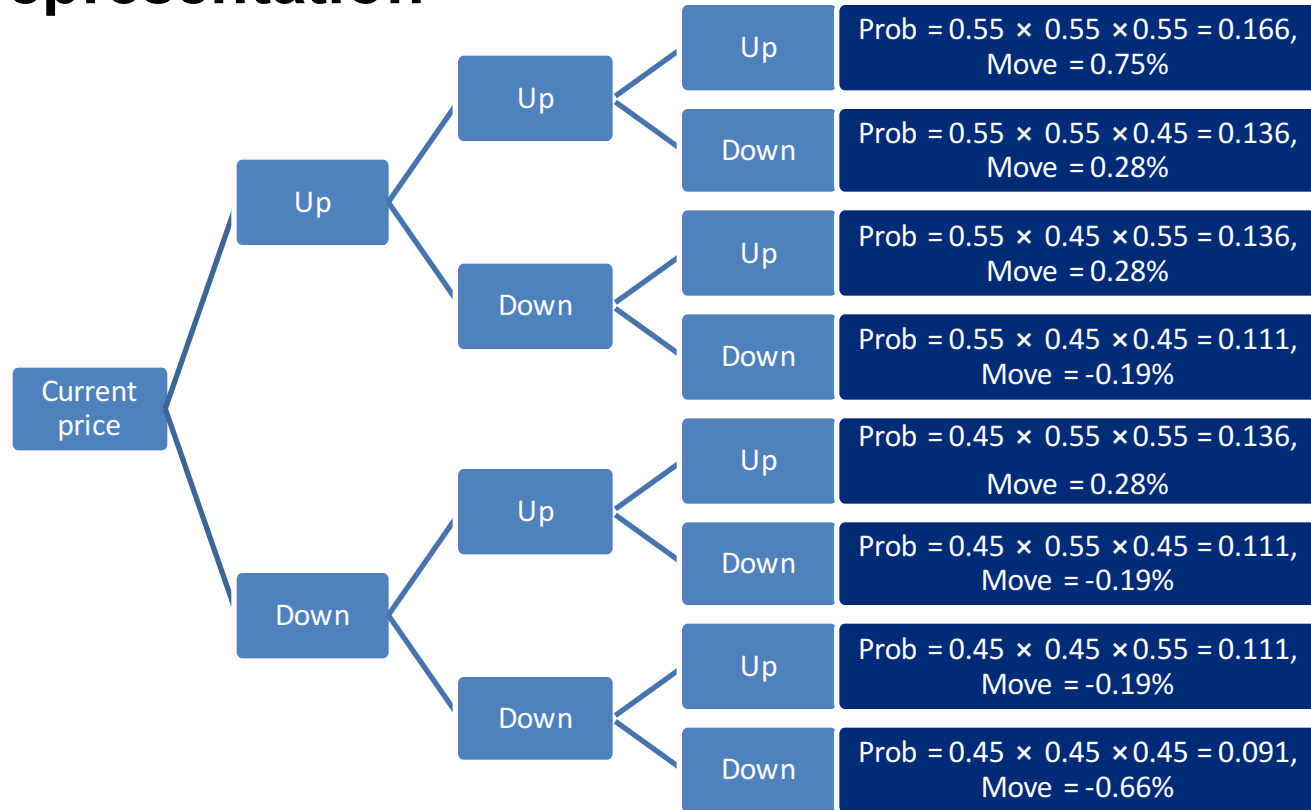 epresentation
Up
Prob = 0.55 × 0.55 × 0.55 = 0.166,
Move = 0.75%
Up
Down
Prob = 0.55 × 0.55 × 0.45 = 0.136,
Move = 0.28%
Up
Up
Prob = 0.55 × 0.45 × 0.55 = 0.136,
Move = 0.28%
Down
Down
Prob = 0.55 × 0.45 × 0.45 = 0.111,
Move = -0.19%
Current
price
Up
Prob = 0.45 × 0.55 × 0.55 = 0.136,
Move = 0.28%
Up
Down
Prob = 0.45 × 0.55 × 0.45 = 0.111,
Move = -0.19%
Down
Up
Prob = 0.45 × 0.45 × 0.55 = 0.111,
Move = -0.19%
Down
Down
Prob = 0.45 × 0.45 × 0.45 = 0.091,
Move = -0.66%